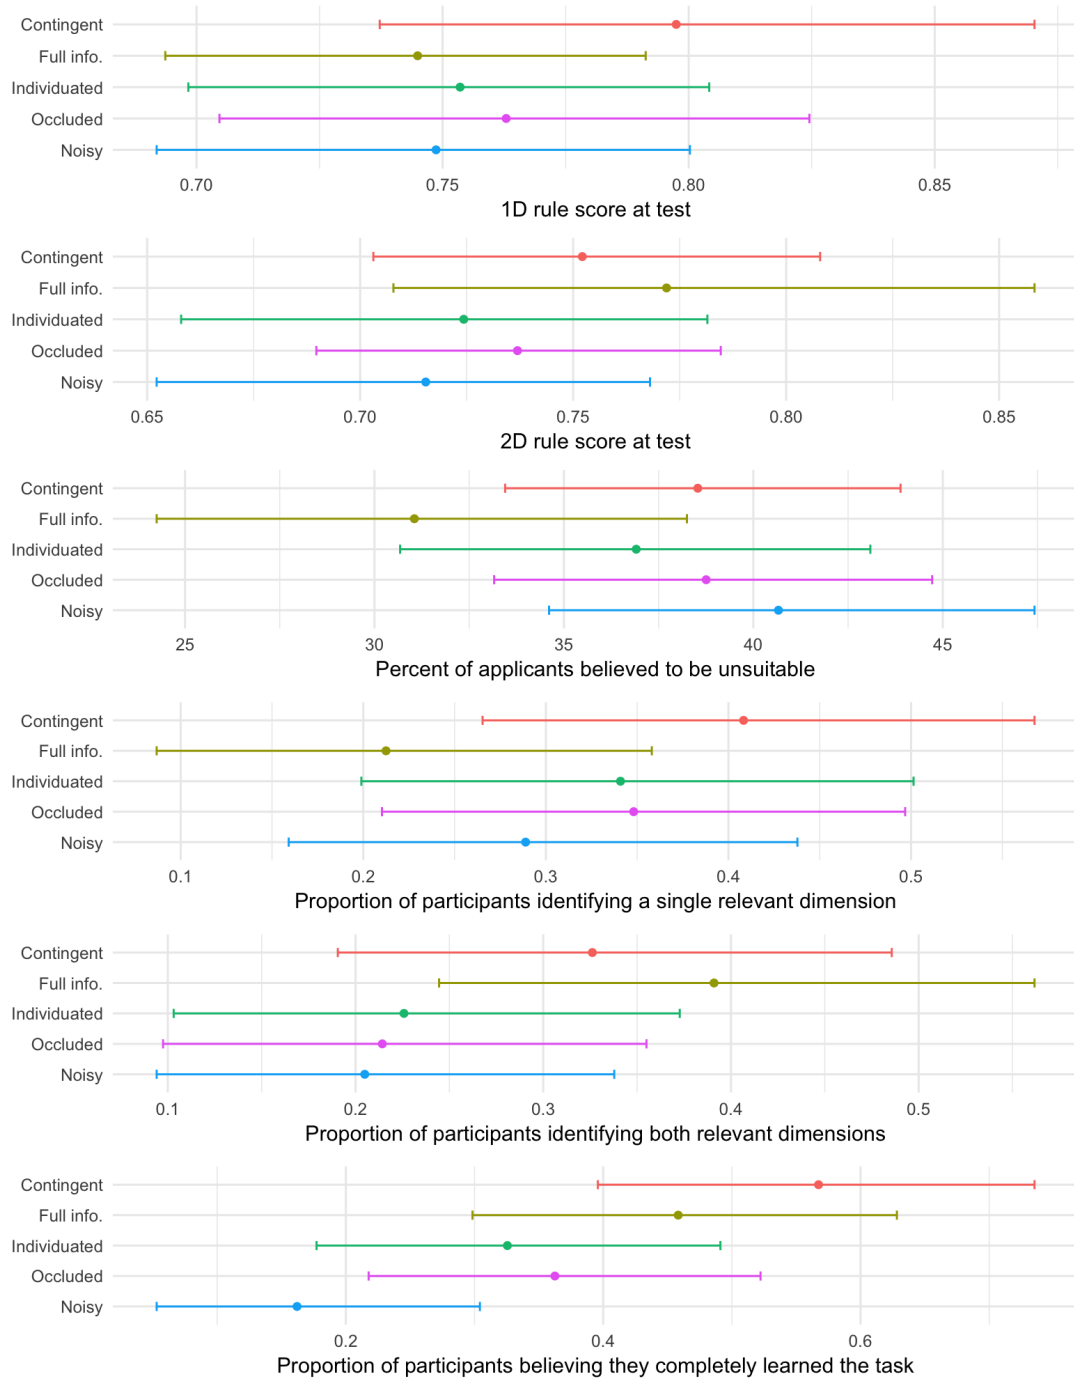 Contingent
Full info.
Individuated
Occluded
Noisy
0.70 0.75 0.80 0.85
1D rule score at test
Contingent
Full info.
Individuated
Occluded
Noisy
0.65 0.70 0.75 0.80 0.85
2D rule score at test
Contingent
Full info.
Individuated
Occluded
Noisy
25 30 35 40 45
Percent of applicants believed to be unsuitable
Contingent
Full info.
Individuated
Occluded
Noisy
0.1 0.2 0.3 0.4 0.5
Proportion of participants identifying a single relevant dimension
Contingent
Full info.
Individuated
Occluded
Noisy
0.1 0.2 0.3 0.4 0.5
Proportion of participants identifying both relevant dimensions
Contingent
Full info.
Individuated
Occluded
Noisy
0.2 0.4 0.6
Proportion of participants believing they completely learned the task